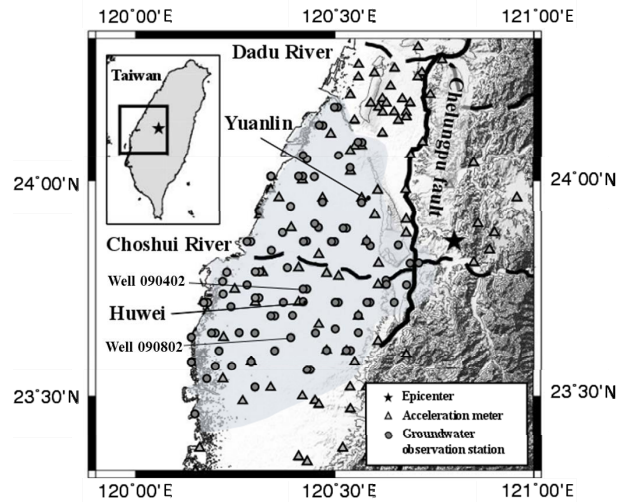 120°00'E 120°30'E 121°00'E
Dadu River
Taiwan
Chelungpu fault
Yuanlin
24°00'N 24°00'N
Choshui River
Well 090402
Huwei
Well 090802
23°30'N 23°30'N
Epicenter
Acceleration meter
Groundwater
observation station
120°00'E 120°30'E 121°00'E